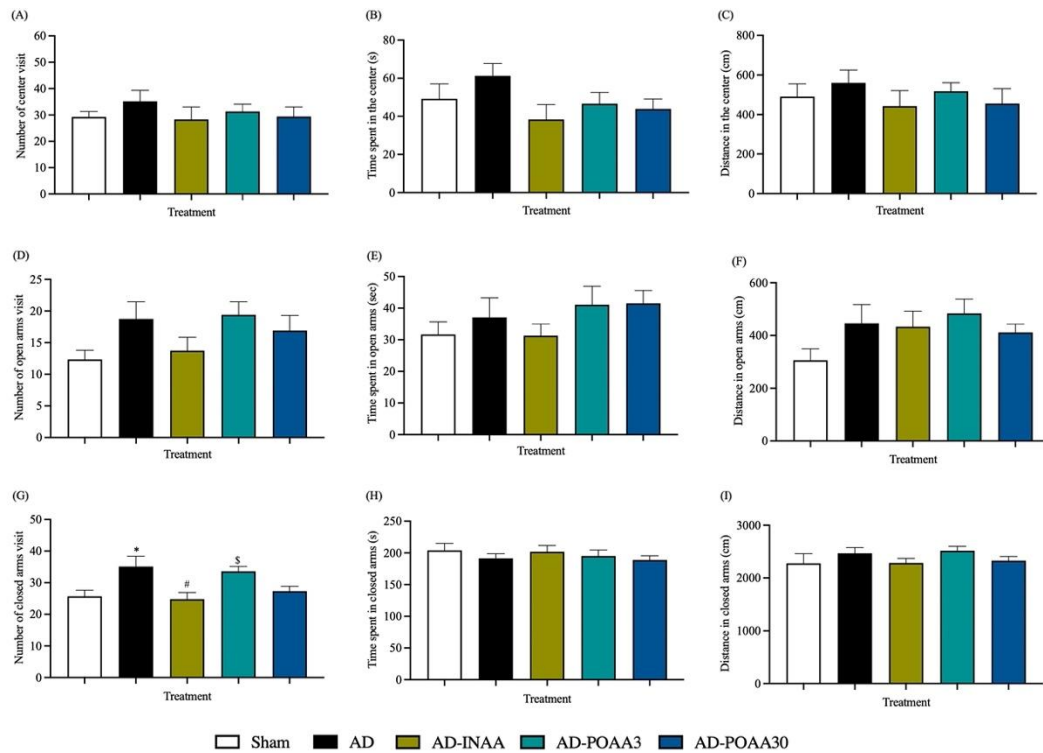 (A)
Number of center visit
60
50
40
30
20
10
0
Treatment
(B)
Time spent in the center (s)
80
60
40
20
0
Treatment
(C)
Distance in the center (cm)
800
600
400
200
0
Treatment
(D)
Number of open arms visit
25
20
15
10
5
0
Treatment
(E)
Time spent in open arms (sec)
50
40
30
20
10
0
Treatment
(F)
Distance in open arms (cm)
600
400
200
0
Treatment
(G)
Number of closed arms visit
50
40
30
20
10
0
*
#
$
Treatment
(H)
Time spent in closed arms (s)
250
200
150
100
50
0
Treatment
(I)
Distance in closed arms (cm)
3000
2000
1000
0
Treatment
Sham AD AD-INAA AD-POAA3 AD-POAA30